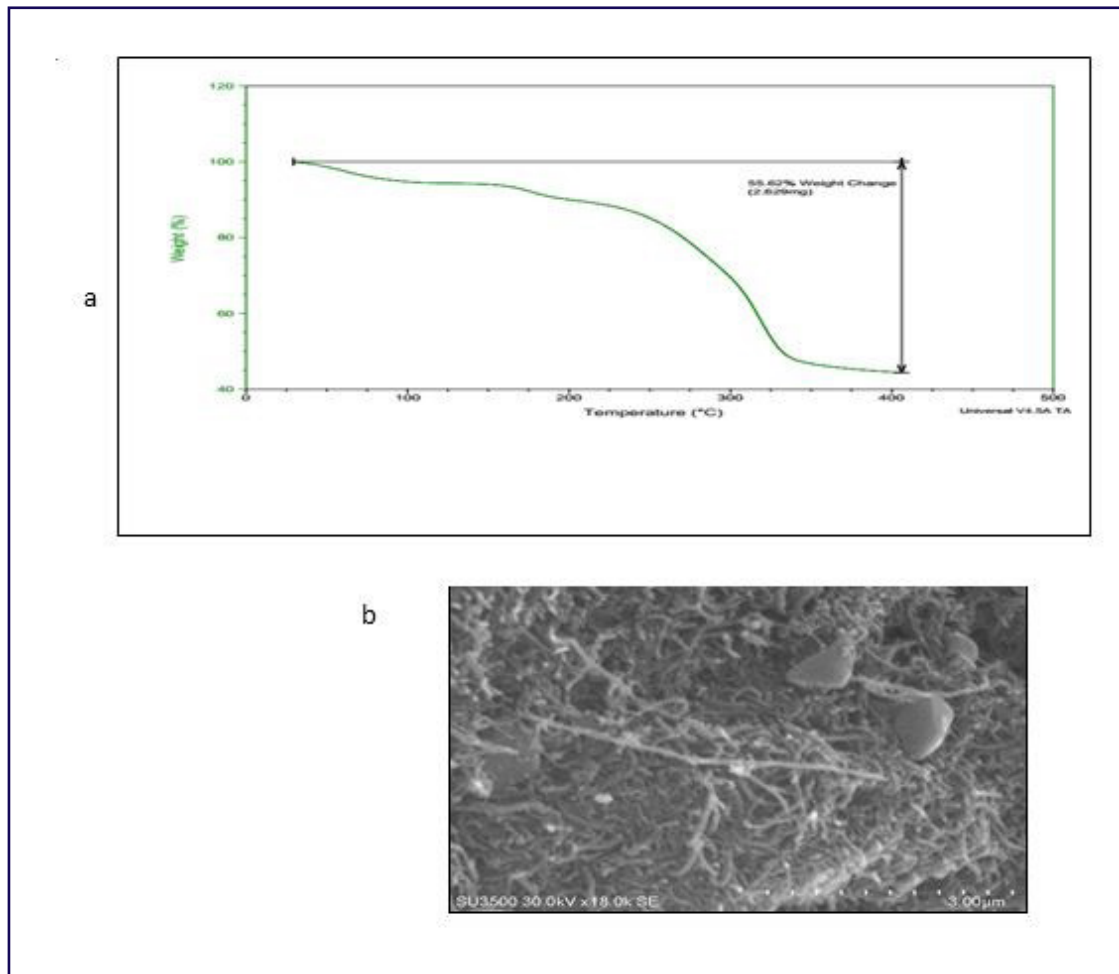 120
100
80
60
40
Weight (%)
55.62% Weight Change
(2.629mg)
0
100
200
300
400
500
Temperature (°C)
Universal V4.5A TA
a
b
SU3500 30.0kV x18.0k SE
3.00µm